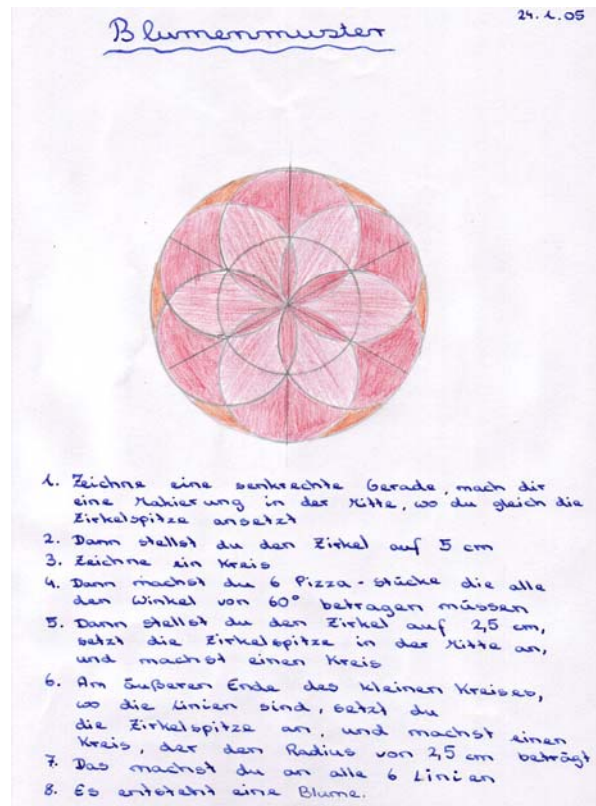 24.1.05
Blumenmuster
1. Zeichne eine senkrechte Gerade, mach dir
eine Makierung in der Mitte, wo du gleich die
Zirkelspitze ansetzt
2. Dann stellst du den Zirkel auf 5 cm
3. Zeichne ein Kreis
4. Dann machst du 6 Pizza-stücke die alle
den Winkel von 60° betragen müssen
5. Dann stellst du den Zirkel auf 2,5 cm,
setzt die Zirkelspitze in der Mitte an,
und machst einen Kreis
6. Am äußeren Ende des kleinen Kreises,
wo die Linien sind, setzt du
die Zirkelspitze an, und machst einen
Kreis, der den Radius von 2,5 cm beträgt
7. Das machst du an alle 6 Linien
8. Es entsteht eine Blume.